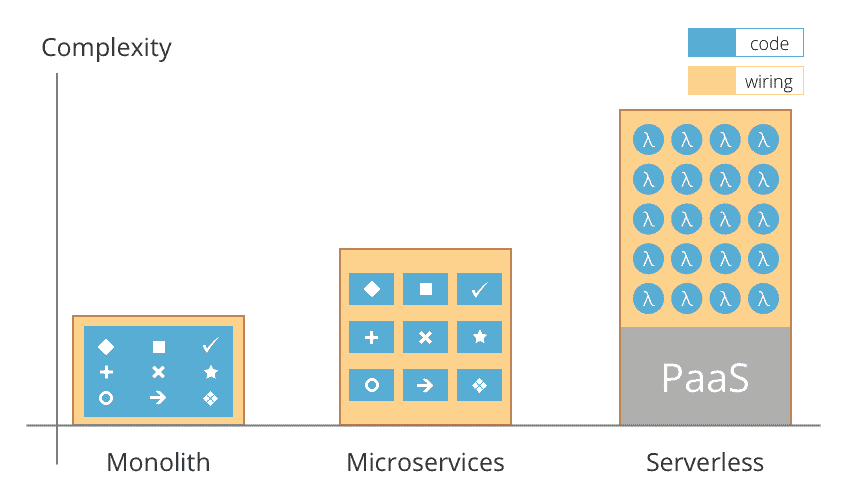 Complexity
code
wiring
λ λ λ λ
λ λ λ λ
λ λ λ λ
λ λ λ λ
λ λ λ λ
PaaS
Monolith
Microservices
Serverless